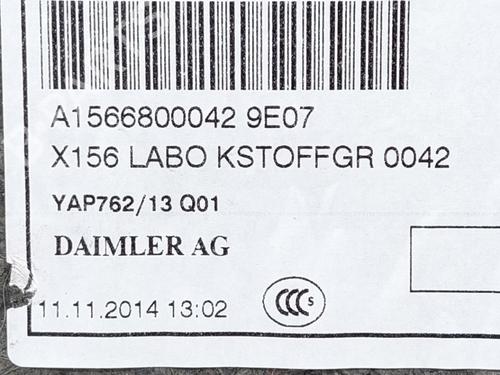 A1566800042 9E07
X156 LABO KSTOFFGR 0042
YAP762/13 Q01
DAIMLER AG
11.11.2014 13:02
CCC S